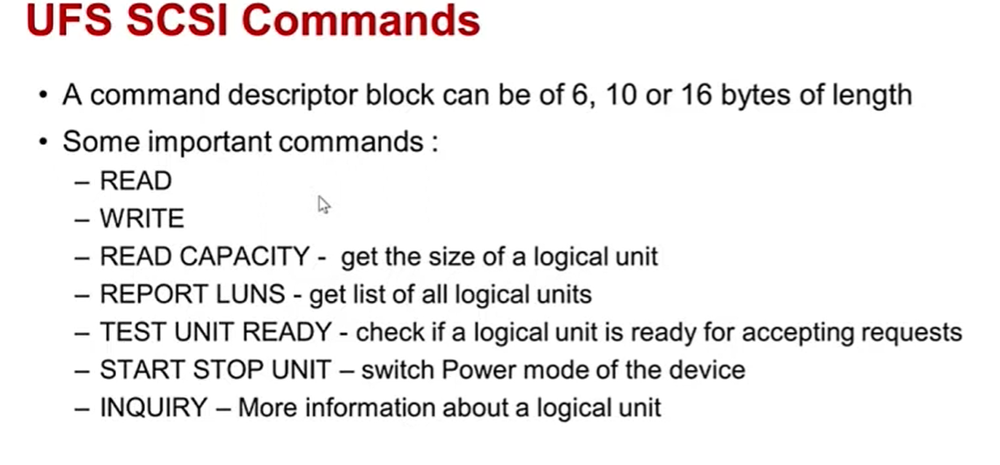 UFS SCSI Commands
• A command descriptor block can be of 6, 10 or 16 bytes of length
• Some important commands :
– READ
– WRITE
– READ CAPACITY - get the size of a logical unit
– REPORT LUNS - get list of all logical units
– TEST UNIT READY - check if a logical unit is ready for accepting requests
– START STOP UNIT – switch Power mode of the device
– INQUIRY – More information about a logical unit